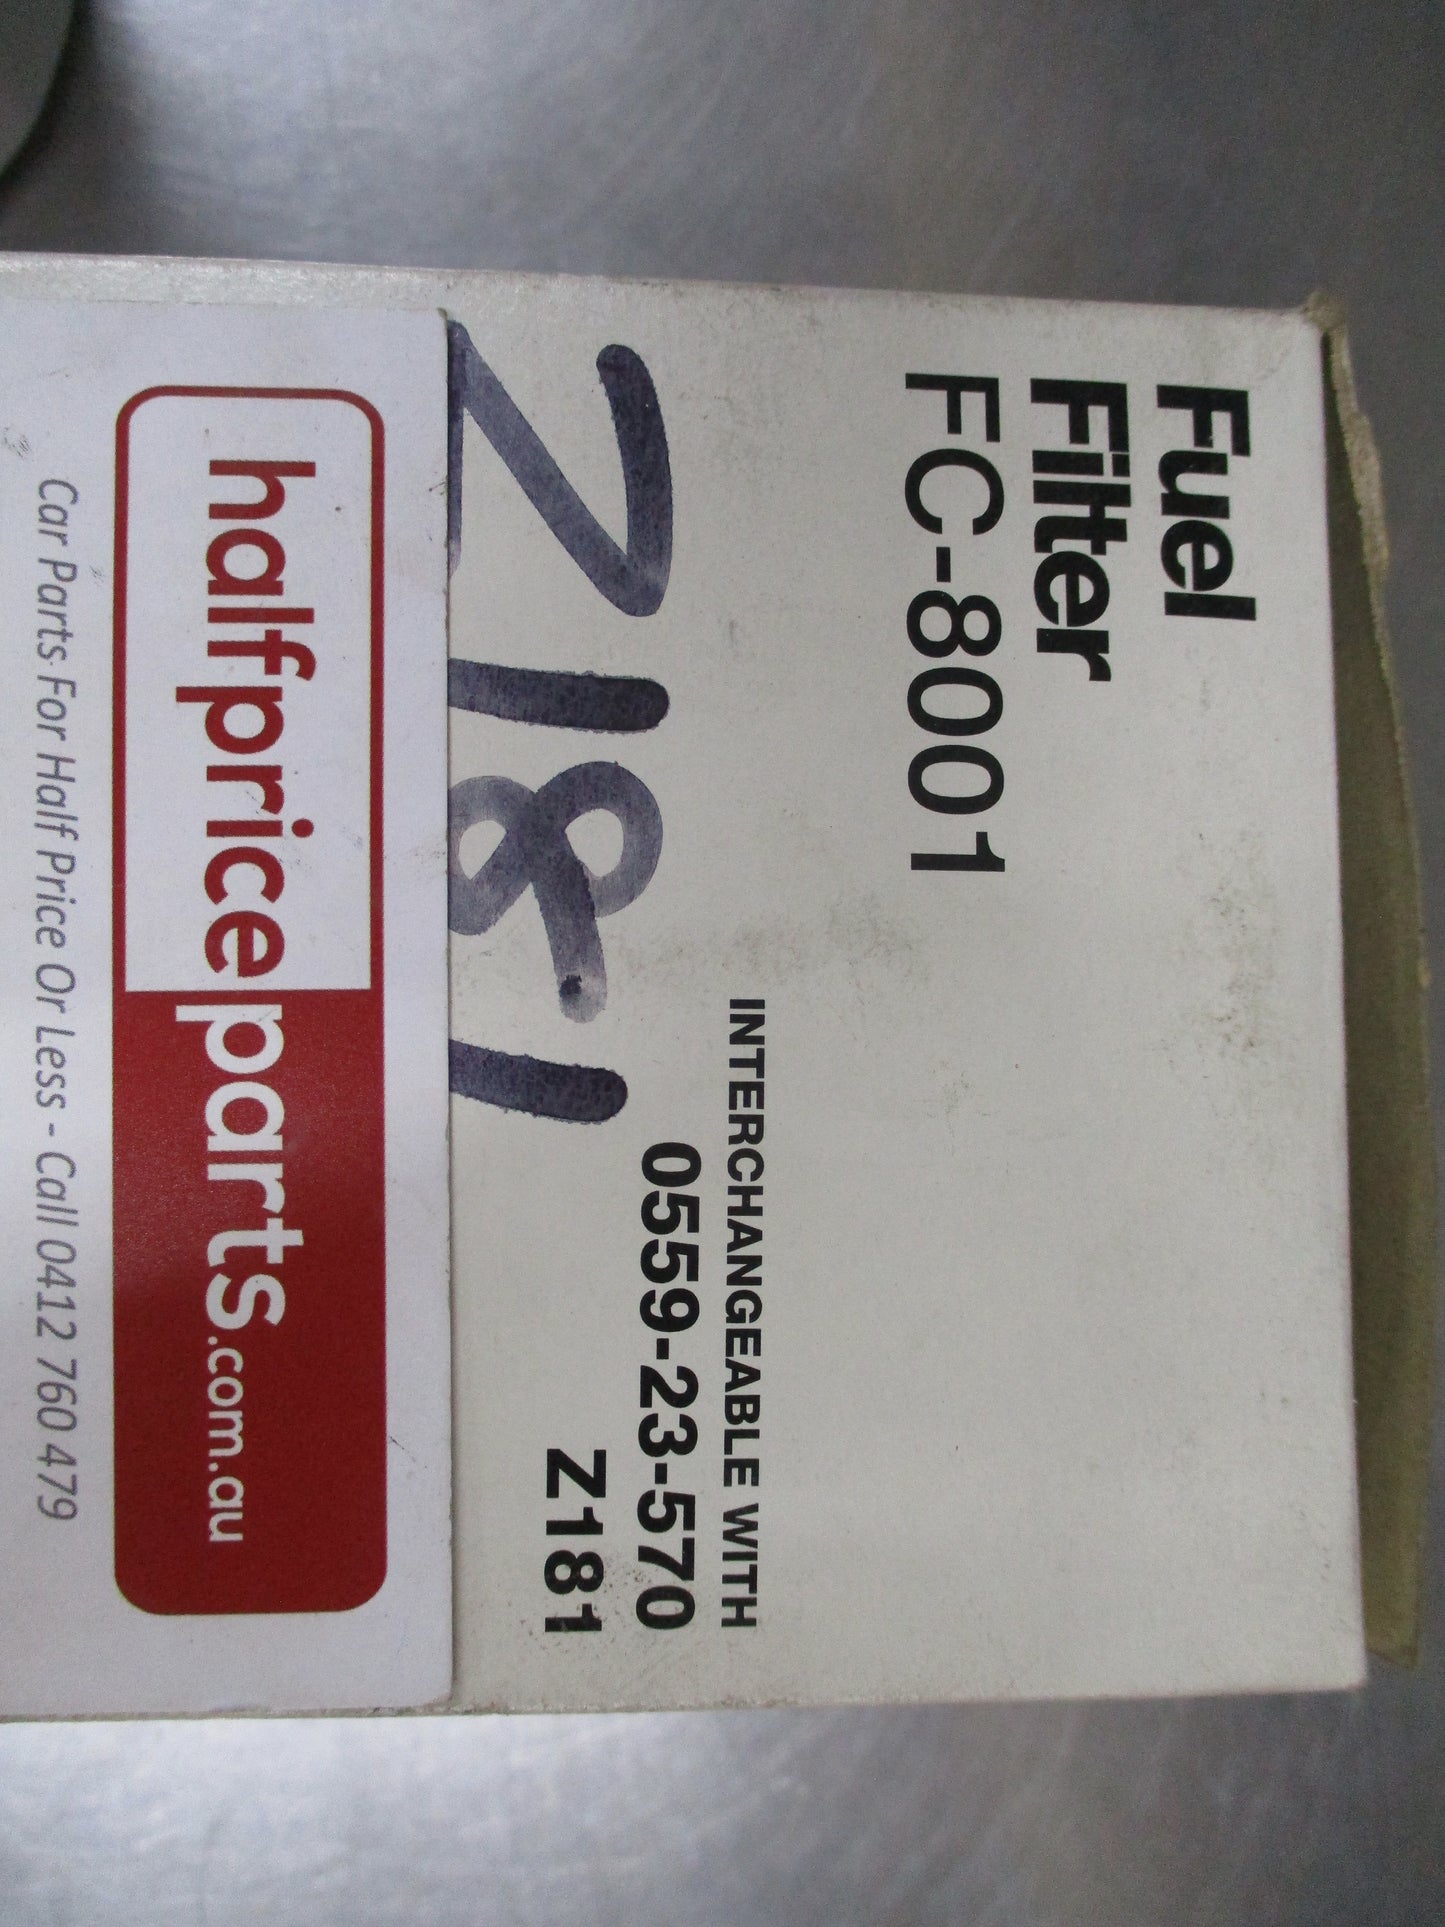 Fuel
Filter
FC-8001
INTERCHANGEABLE WITH
0559-23-570
Z181
Z181
halfpriceparts.com.au
Car Parts For Half Price Or Less - Call 0412 760 479